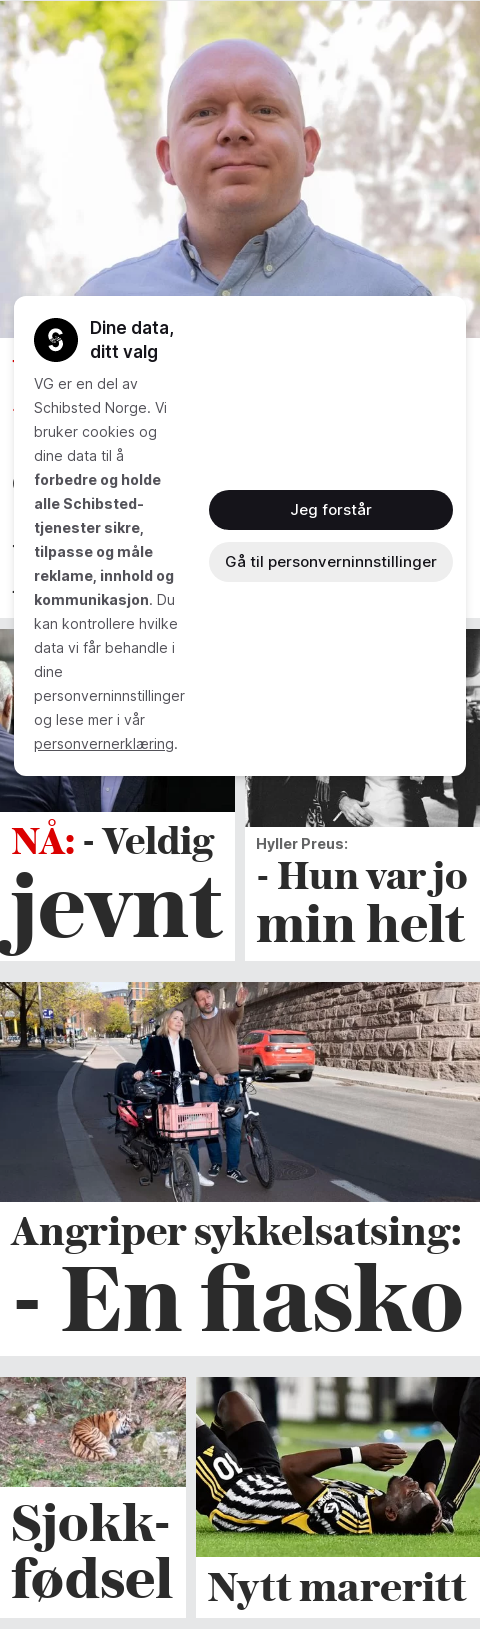 Dine data,
ditt valg
VG er en del av
Schibsted Norge. Vi
bruker cookies og
dine data til å
forbedre og holde
alle Schibsted-
tjenester sikre,
tilpasse og måle
reklame, innhold og
kommunikasjon. Du
kan kontrollere hvilke
data vi får behandle i
dine
personverninnstillinger
og lese mer i vår
personvernerklæring.
Jeg forstår
Gå til personverninnstillinger
NÅ: - Veldig
jevnt
Hyller Preus:
- Hun var jo
min helt
Angriper sykkelsatsing:
- En fiasko
Sjokk-
fødsel
10
Nytt mareritt